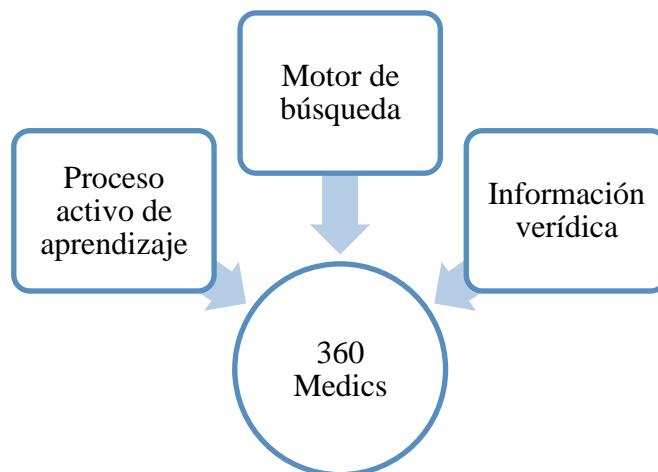 Motor de
búsqueda
Proceso
activo de
aprendizaje
Información
verídica
360
Medics